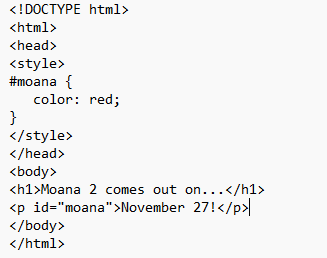 <!DOCTYPE html>
<html>
<head>
<style>
#moana {
   color: red;
}
</style>
</head>
<body>
<h1>Moana 2 comes out on...</h1>
<p id="moana">November 27!</p>
</body>
</html>